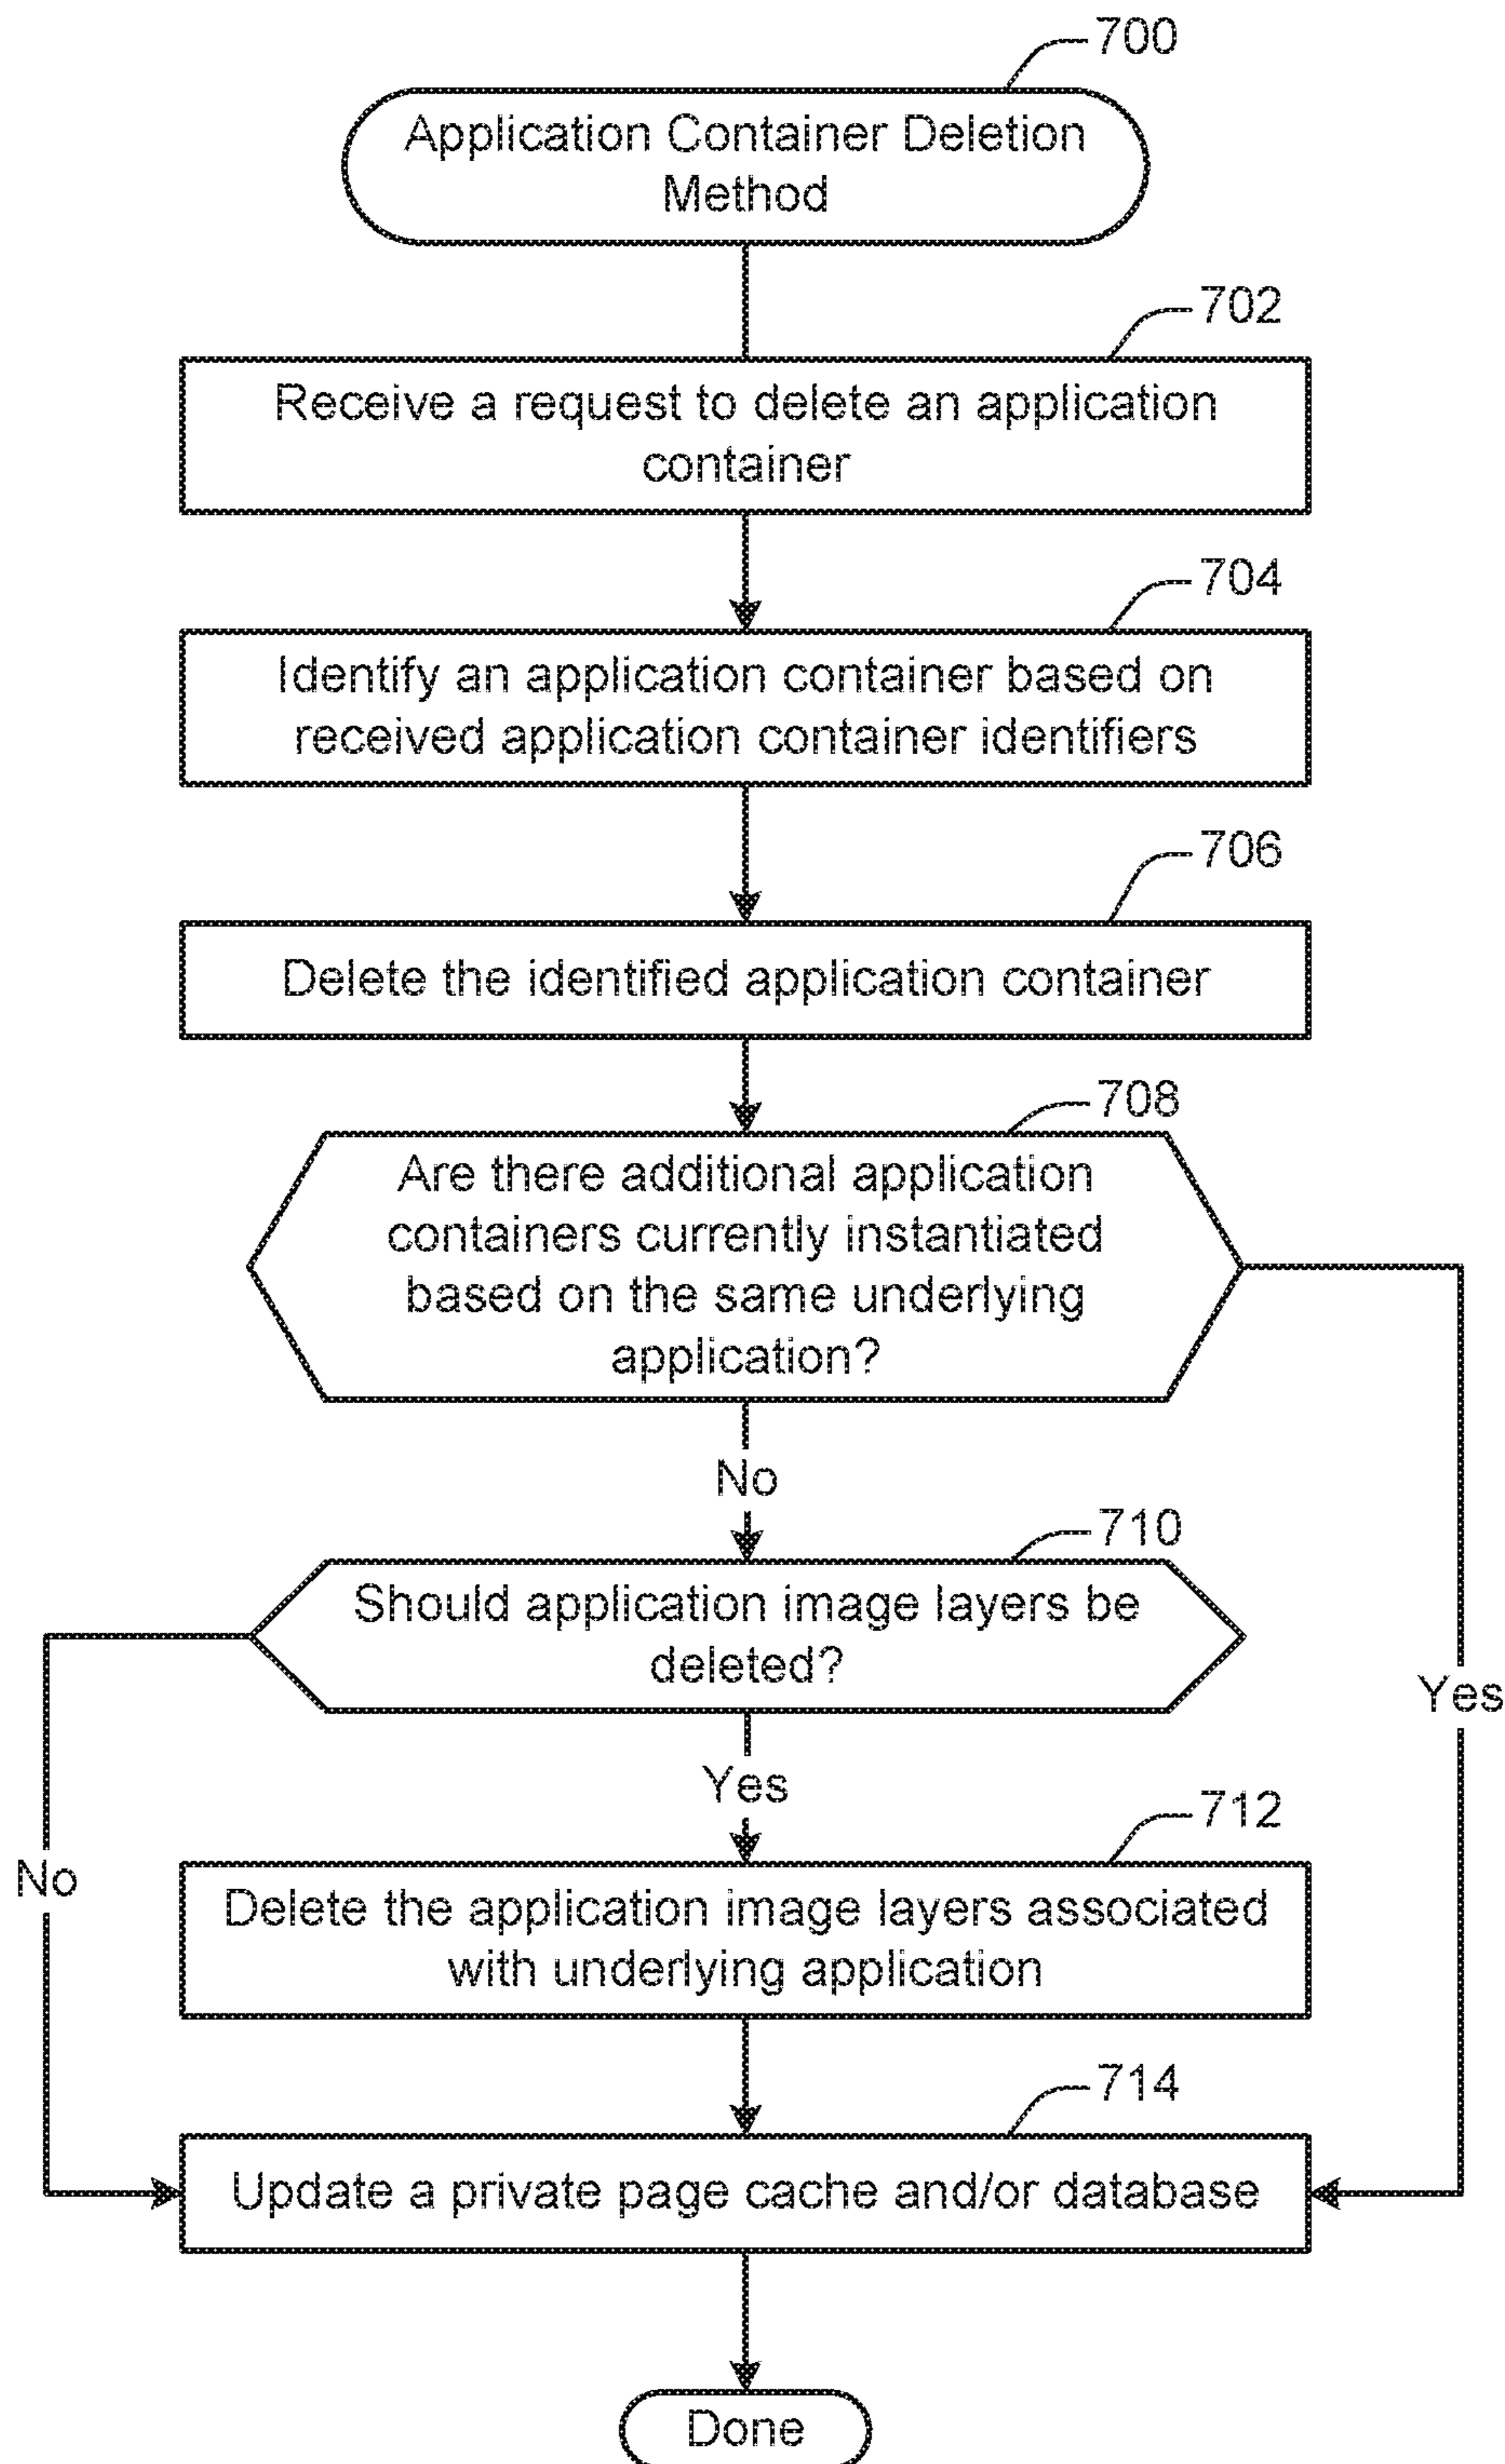 700
Application Container Deletion
Method
702
Receive a request to delete an application
container
704
Identify an application container based on
received application container identifiers
706
Delete the identified application container
708
Are there additional application
containers currently instantiated
based on the same underlying
application?
No
710
Should application image layers be
deleted?
Yes
Yes
712
No
Delete the application image layers associated
with underlying application
714
Update a private page cache and/or database
Done